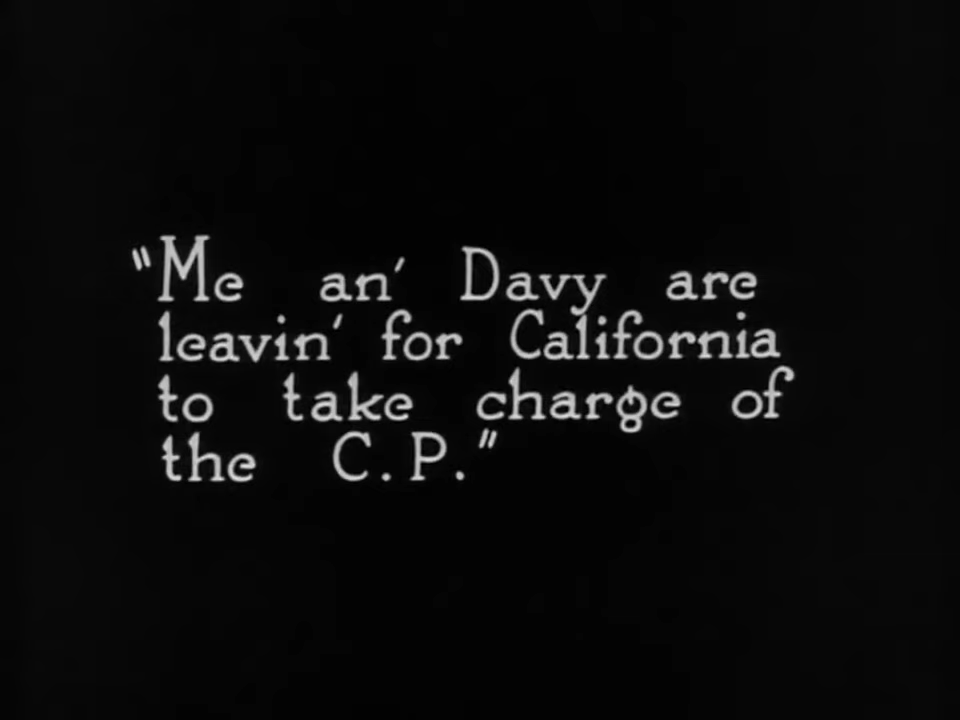 "Me an' Davy are
leavin' for California
to take charge of
the C.P."